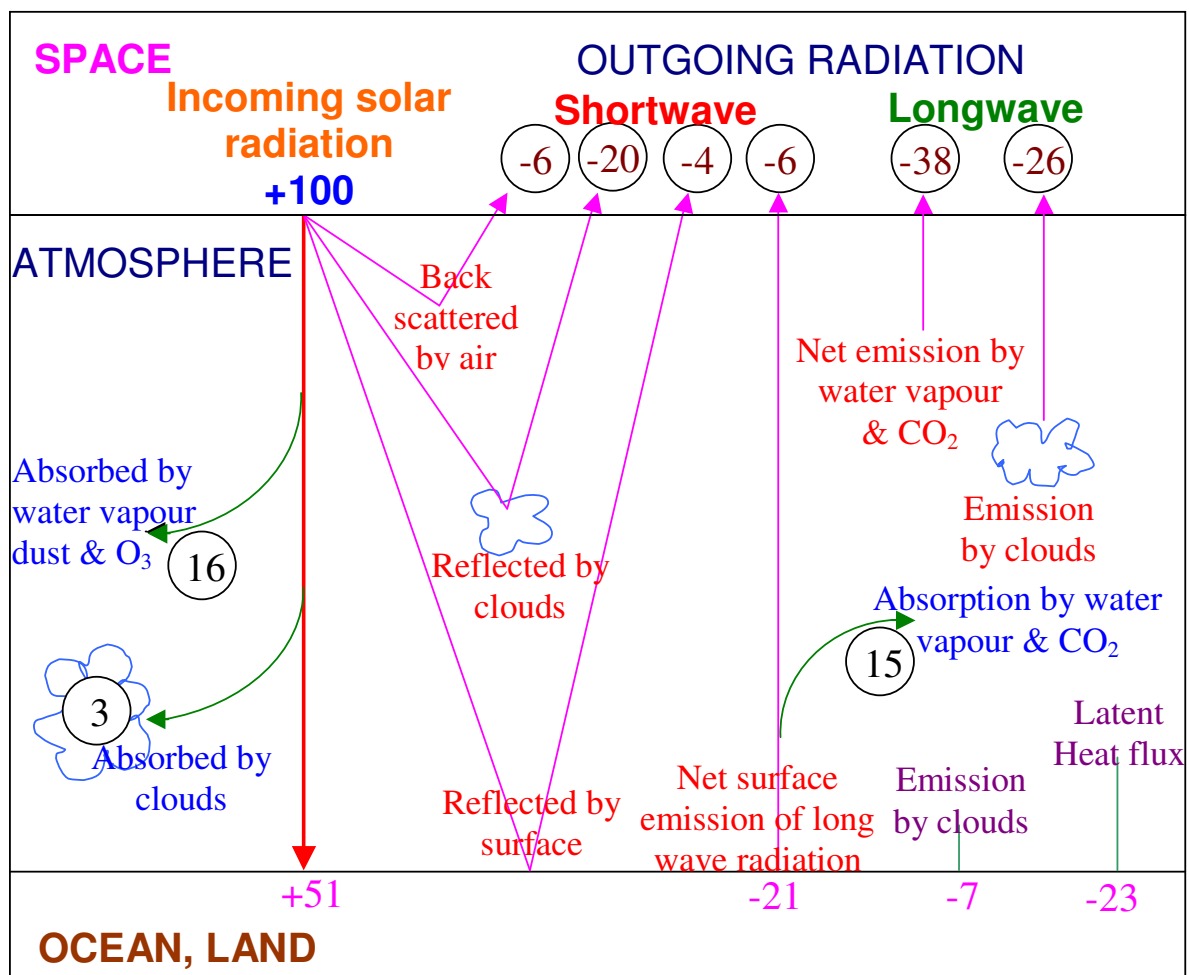 SPACE
OUTGOING RADIATION
Incoming solar
radiation
+100
Shortwave
Longwave
-6
-20
-4
-6
-38
-26
ATMOSPHERE
Back
scattered
by air
Net emission by
water vapour
& CO₂
Absorbed by
water vapour
dust & O₃
16
Reflected by
clouds
Emission
by clouds
Absorption by water
vapour & CO₂
15
3
Absorbed by
clouds
Reflected by
surface
Net surface
emission of long
wave radiation
Emission
by clouds
Latent
Heat flux
+51
-21
-7
-23
OCEAN, LAND